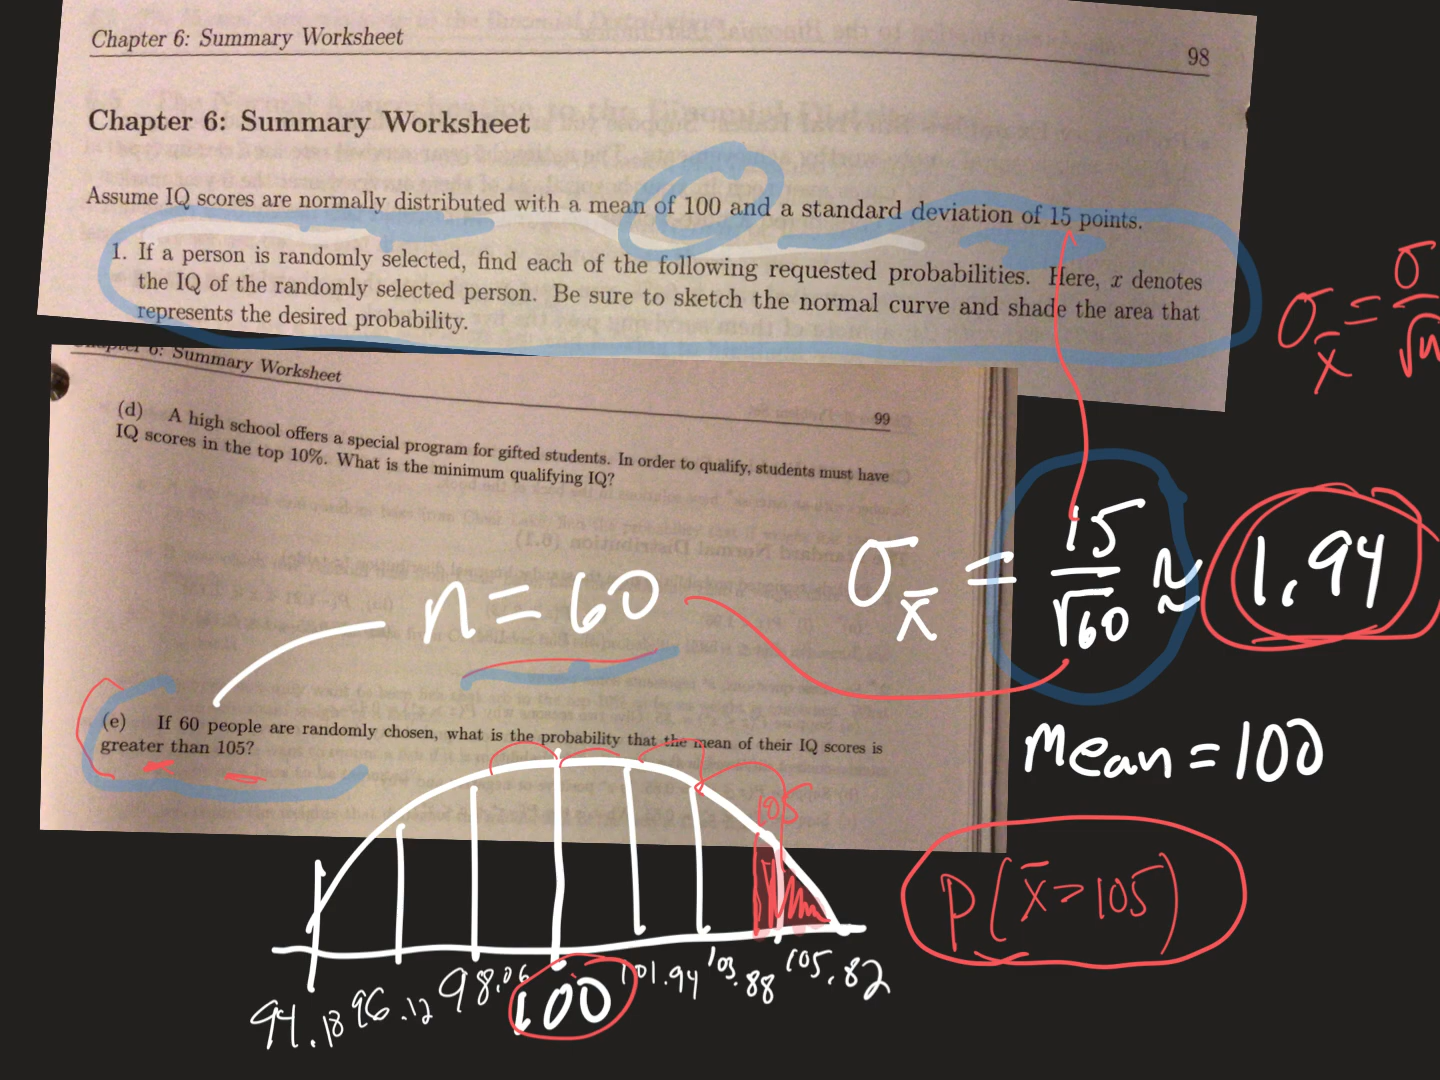 Chapter 6: Summary Worksheet
98
Chapter 6: Summary Worksheet
Assume IQ scores are normally distributed with a mean of 100 and a standard deviation of 15 points.
1. If a person is randomly selected, find each of the following requested probabilities. Here, x denotes
the IQ of the randomly selected person. Be sure to sketch the normal curve and shade the area that
represents the desired probability.
σx̄ = σ/√n
Chapter 6: Summary Worksheet
99
(d) A high school offers a special program for gifted students. In order to qualify, students must have
IQ scores in the top 10%. What is the minimum qualifying IQ?
n = 60
σx̄ = 15/√60 ≈ 1.94
(e) If 60 people are randomly chosen, what is the probability that the mean of their IQ scores is
greater than 105?
Mean = 100
105
P(x̄ > 105)
94.18 96.12 98.06 100 101.94 103.88 105.82